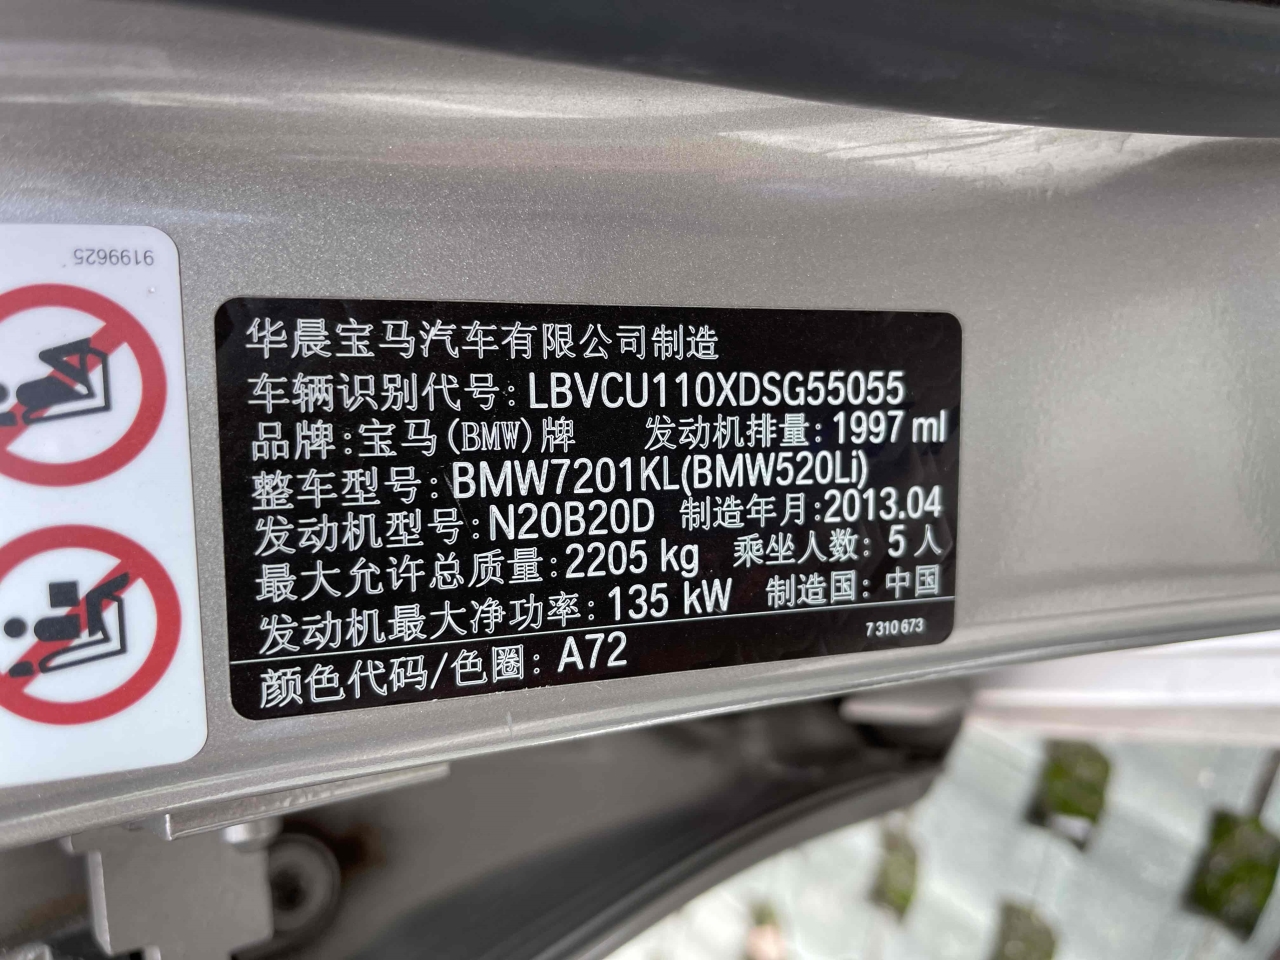 9199625
华晨宝马汽车有限公司制造
车辆识别代号: LBVCU110XDSG55055
品牌:宝马(BMW)牌 发动机排量: 1997 ml
整车型号: BMW7201KL(BMW520Li)
发动机型号: N20B20D 制造年月:2013.04
最大允许总质量: 2205 kg 乘坐人数: 5 人
发动机最大净功率: 135 kW 制造国: 中国
7 310 673
颜色代码/色圈: A72